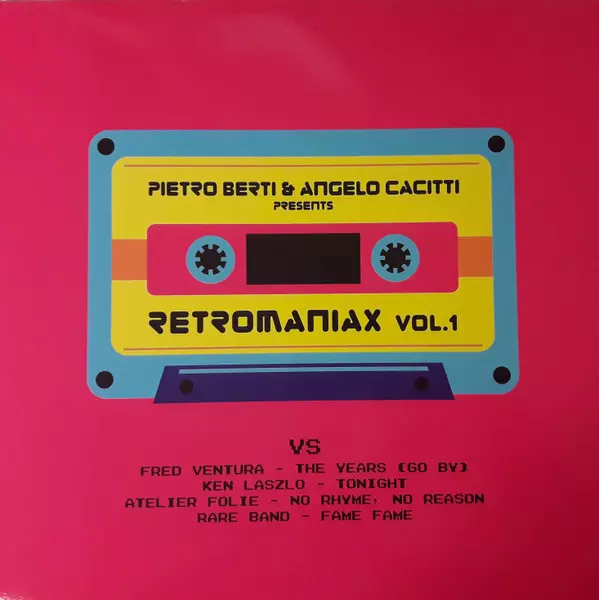 PIETRO BERTI & ANGELO CACITTI
PRESENTS
RETROMANIAX VOL.1
VS
FRED VENTURA - THE YEARS (GO BY)
KEN LASZLO - TONIGHT
ATELIER FOLIE - NO RHYME, NO REASON
RARE BAND - FAME FAME